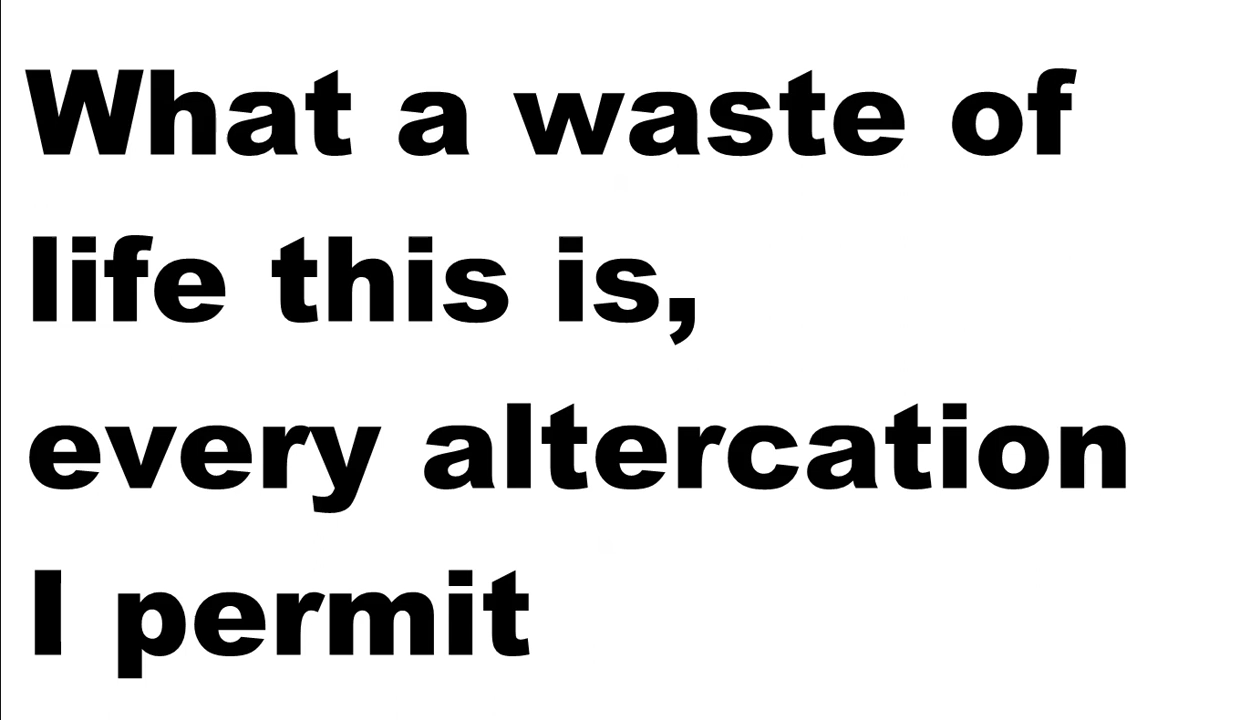 What a waste of
life this is,
every altercation
I permit